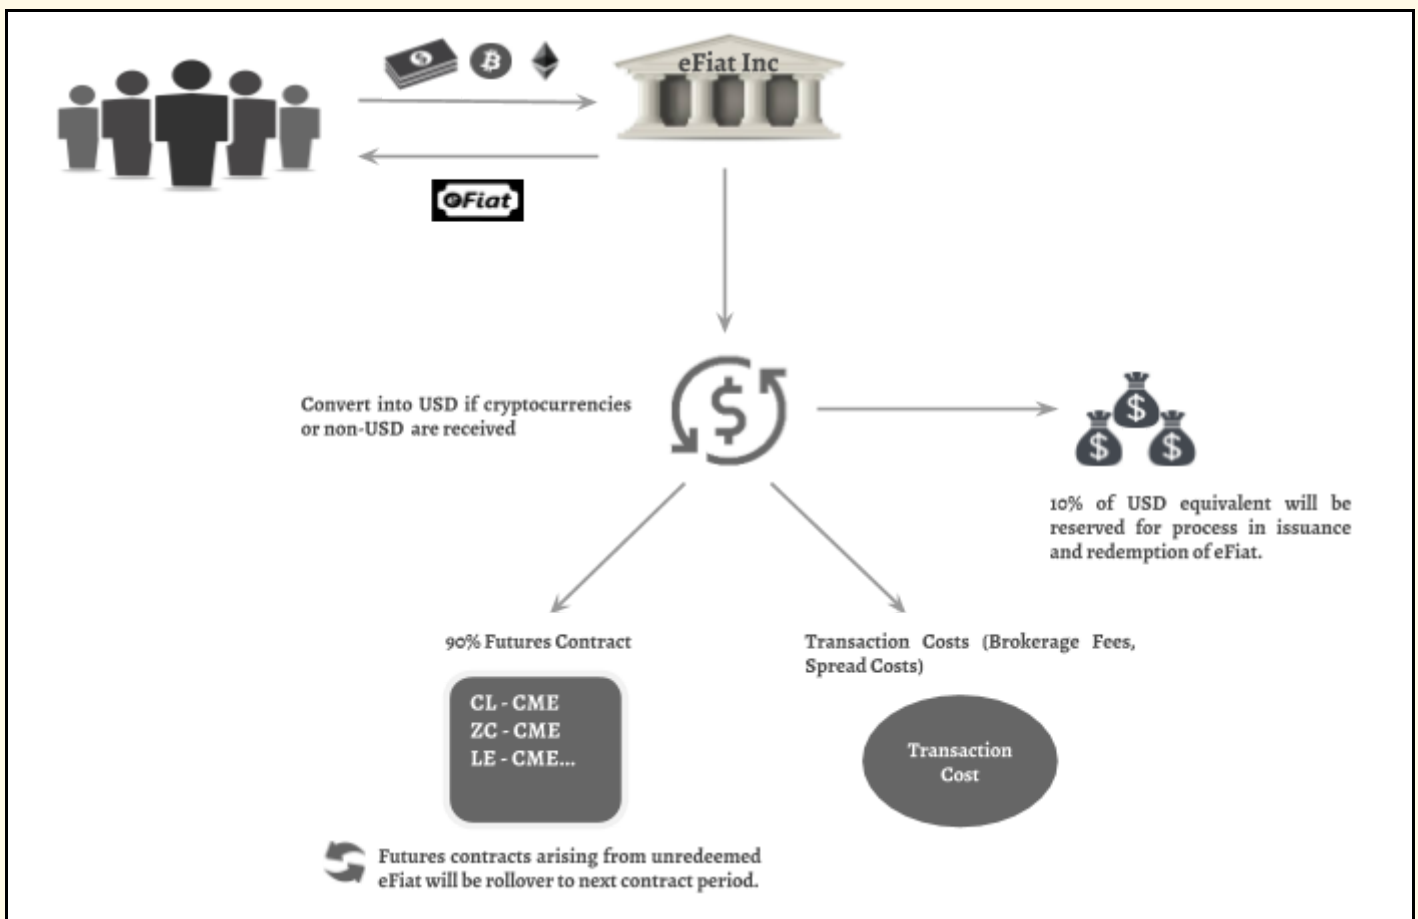 eFiat Inc
eFiat
Convert into USD if cryptocurrencies
or non-USD are received
10% of USD equivalent will be
reserved for process in issuance
and redemption of eFiat.
90% Futures Contract
CL - CME
ZC - CME
LE - CME...
Transaction Costs (Brokerage Fees,
Spread Costs)
Transaction
Cost
Futures contracts arising from unredeemed
eFiat will be rollover to next contract period.